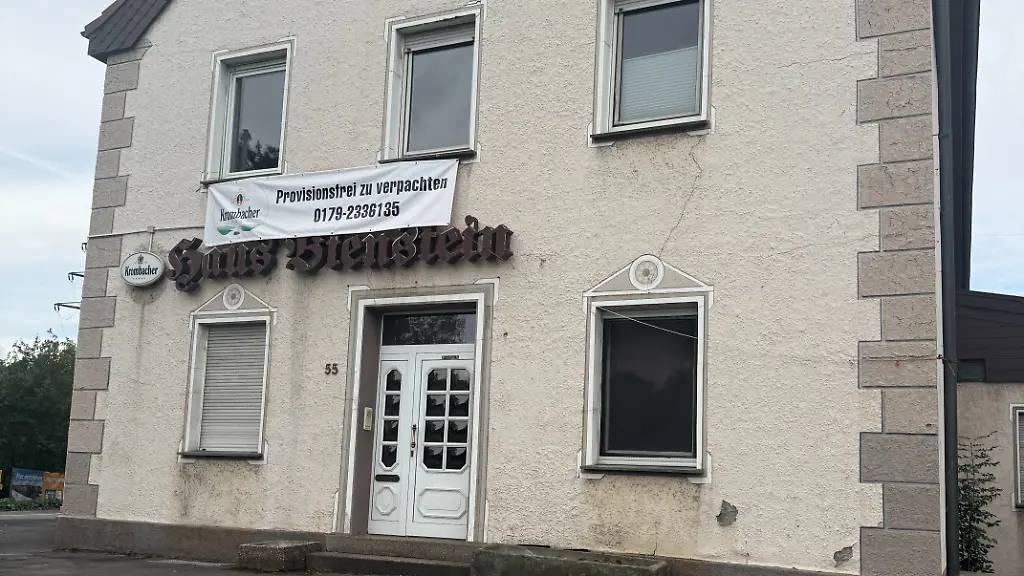 Provisionsfrei zu verpachten
0179-2336135
Krombacher
Haus Bienstein
Krombacher
55